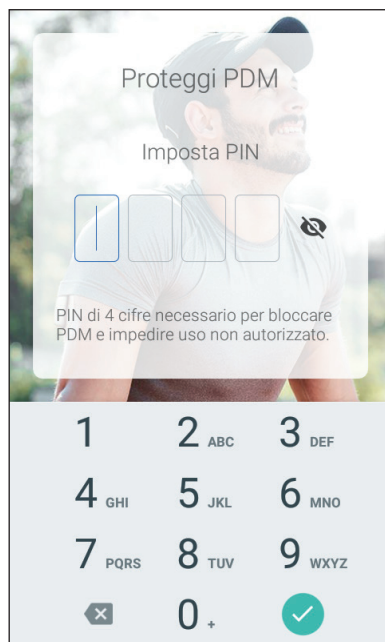 Proteggi PDM
Imposta PIN
PIN di 4 cifre necessario per bloccare
PDM e impedire uso non autorizzato.
1 2 ABC 3 DEF
4 GHI 5 JKL 6 MNO
7 PQRS 8 TUV 9 WXYZ
0 +